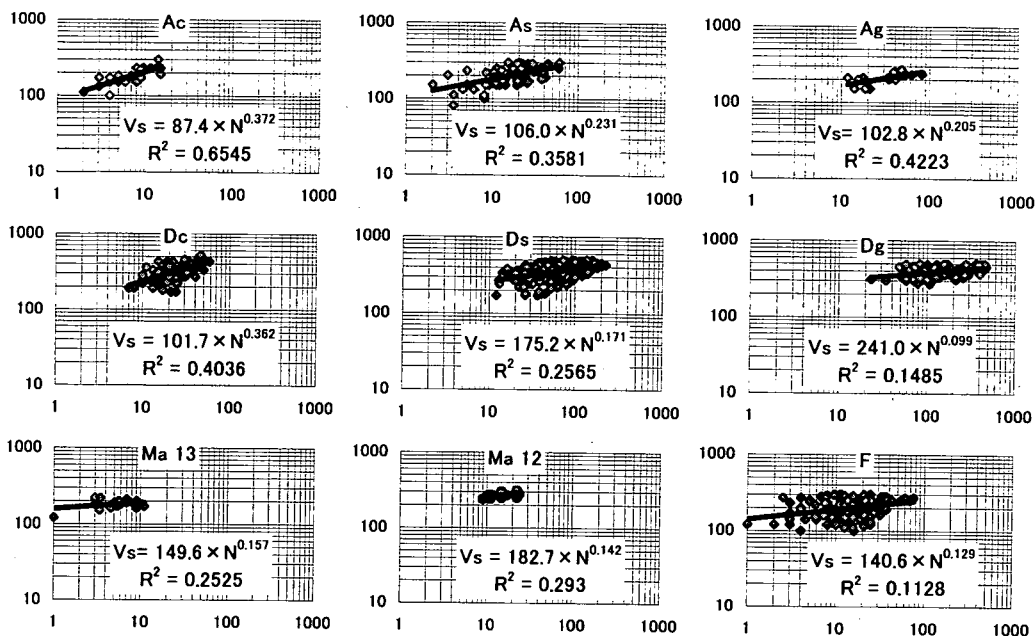 Ac
1000
100
10
1 10 100 1000
Vs = 87.4 × N^0.372
R² = 0.6545
As
1000
100
10
1 10 100 1000
Vs = 106.0 × N^0.231
R² = 0.3581
Ag
1000
100
10
1 10 100 1000
Vs = 102.8 × N^0.205
R² = 0.4223
Dc
1000
100
10
1 10 100 1000
Vs = 101.7 × N^0.362
R² = 0.4036
Ds
1000
100
10
1 10 100 1000
Vs = 175.2 × N^0.171
R² = 0.2565
Dg
1000
100
10
1 10 100 1000
Vs = 241.0 × N^0.099
R² = 0.1485
Ma 13
1000
100
10
1 10 100 1000
Vs = 149.6 × N^0.157
R² = 0.2525
Ma 12
1000
100
10
1 10 100 1000
Vs = 182.7 × N^0.142
R² = 0.293
F
1000
100
10
1 10 100 1000
Vs = 140.6 × N^0.129
R² = 0.1128